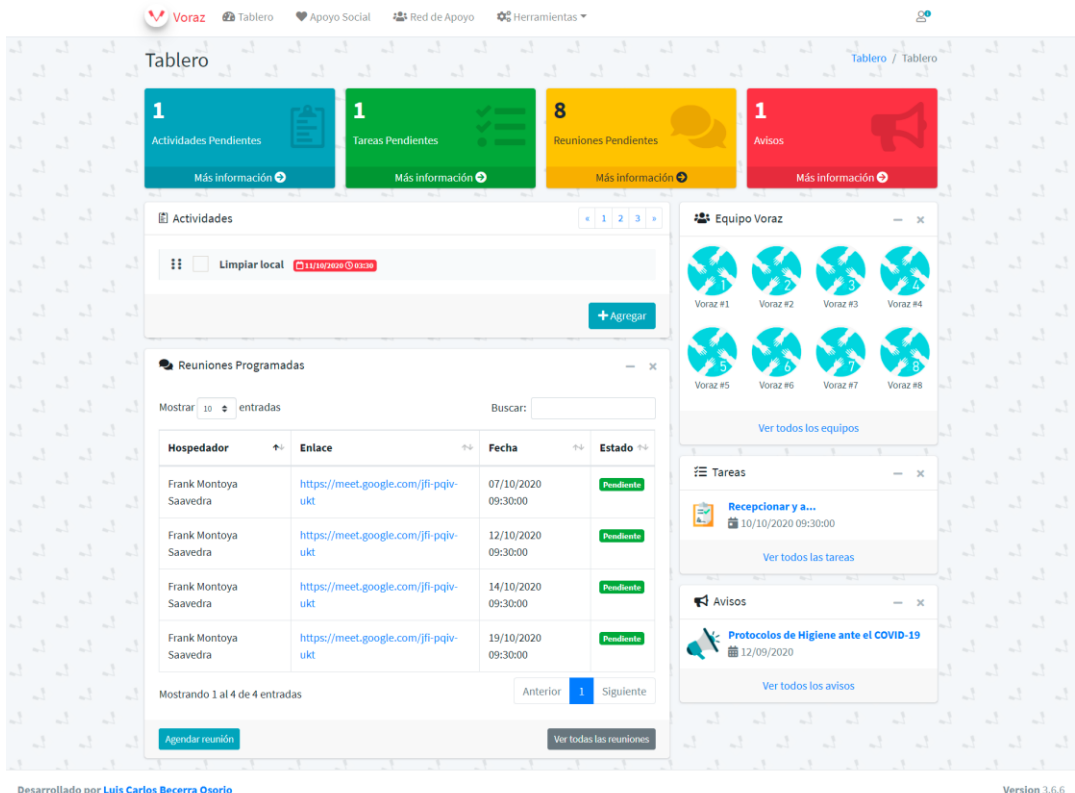 Voraz Tablero Apoyo Social Red de Apoyo Herramientas
Tablero
Tablero / Tablero
1
Actividades Pendientes
Más información
1
Tareas Pendientes
Más información
8
Reuniones Pendientes
Más información
1
Avisos
Más información
Actividades
« 1 2 3 »
Limpiar local 11/10/2020 03:30
Agregar
Reuniones Programadas
Mostrar 10 entradas
Buscar:
Hospedador Enlace Fecha Estado
Frank Montoya Saavedra
https://meet.google.com/jfi-pqiv-
ukt
07/10/2020
09:30:00
Pendiente
Frank Montoya Saavedra
https://meet.google.com/jfi-pqiv-
ukt
12/10/2020
09:30:00
Pendiente
Frank Montoya Saavedra
https://meet.google.com/jfi-pqiv-
ukt
14/10/2020
09:30:00
Pendiente
Frank Montoya Saavedra
https://meet.google.com/jfi-pqiv-
ukt
19/10/2020
09:30:00
Pendiente
Mostrando 1 al 4 de 4 entradas
Anterior 1 Siguiente
Agendar reunión
Ver todas las reuniones
Equipo Voraz
1 2 3 4
Voraz #1 Voraz #2 Voraz #3 Voraz #4
5 6 7 8
Voraz #5 Voraz #6 Voraz #7 Voraz #8
Ver todos los equipos
Tareas
Recepcionar y a...
10/10/2020 09:30:00
Ver todos las tareas
Avisos
Protocolos de Higiene ante el COVID-19
12/09/2020
Ver todos los avisos
Desarrollado por Luis Carlos Becerra Osorio
Version 3.6.6